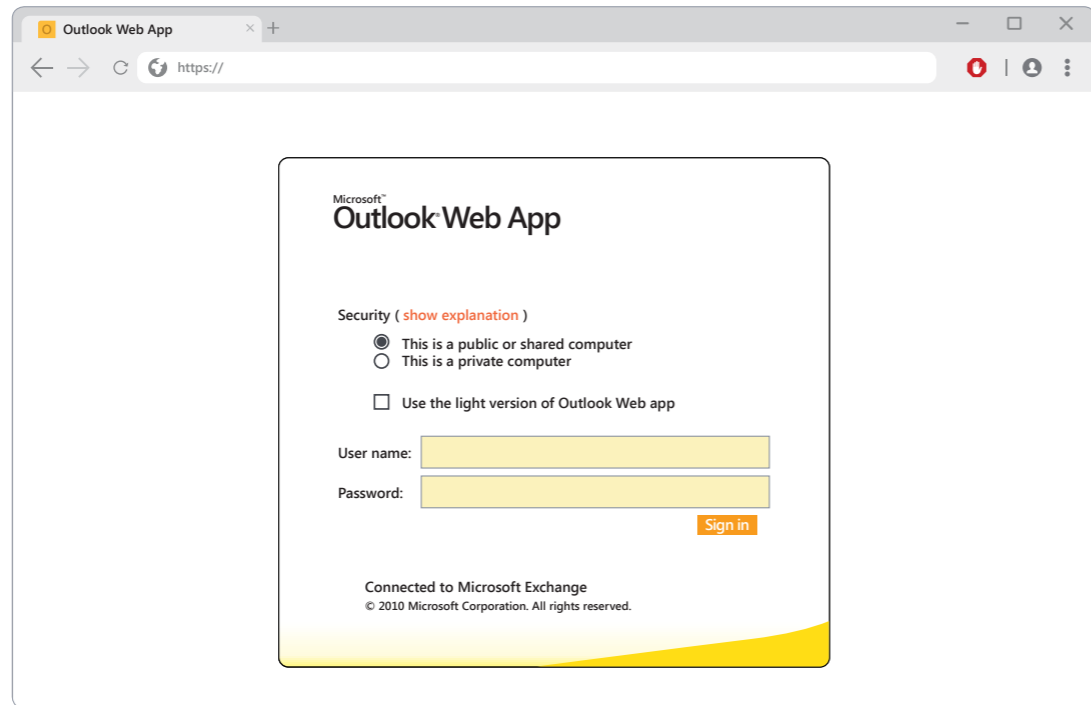 Outlook Web App
https://
Microsoft™
Outlook® Web App
Security ( show explanation )
This is a public or shared computer
This is a private computer
Use the light version of Outlook Web app
User name:
Password:
Sign in
Connected to Microsoft Exchange
© 2010 Microsoft Corporation. All rights reserved.